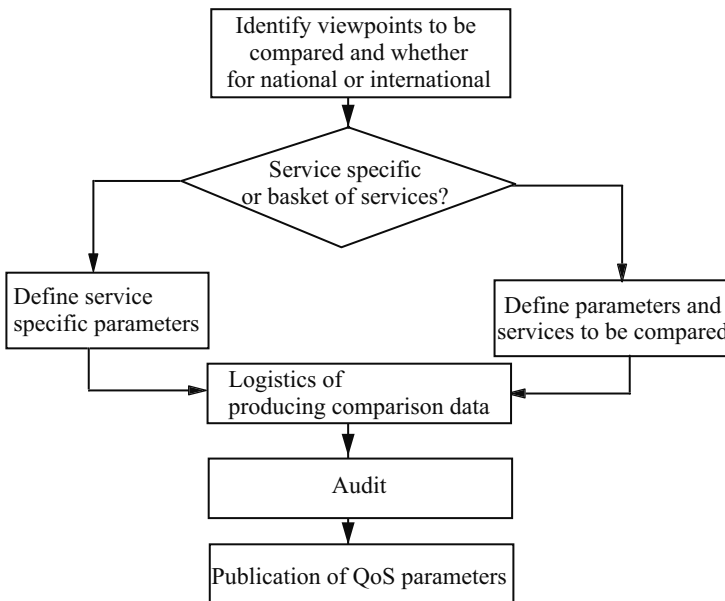 Identify viewpoints to be
compared and whether
for national or international
Service specific
or basket of services?
Define service
specific parameters
Define parameters and
services to be compared
Logistics of
producing comparison data
Audit
Publication of QoS parameters